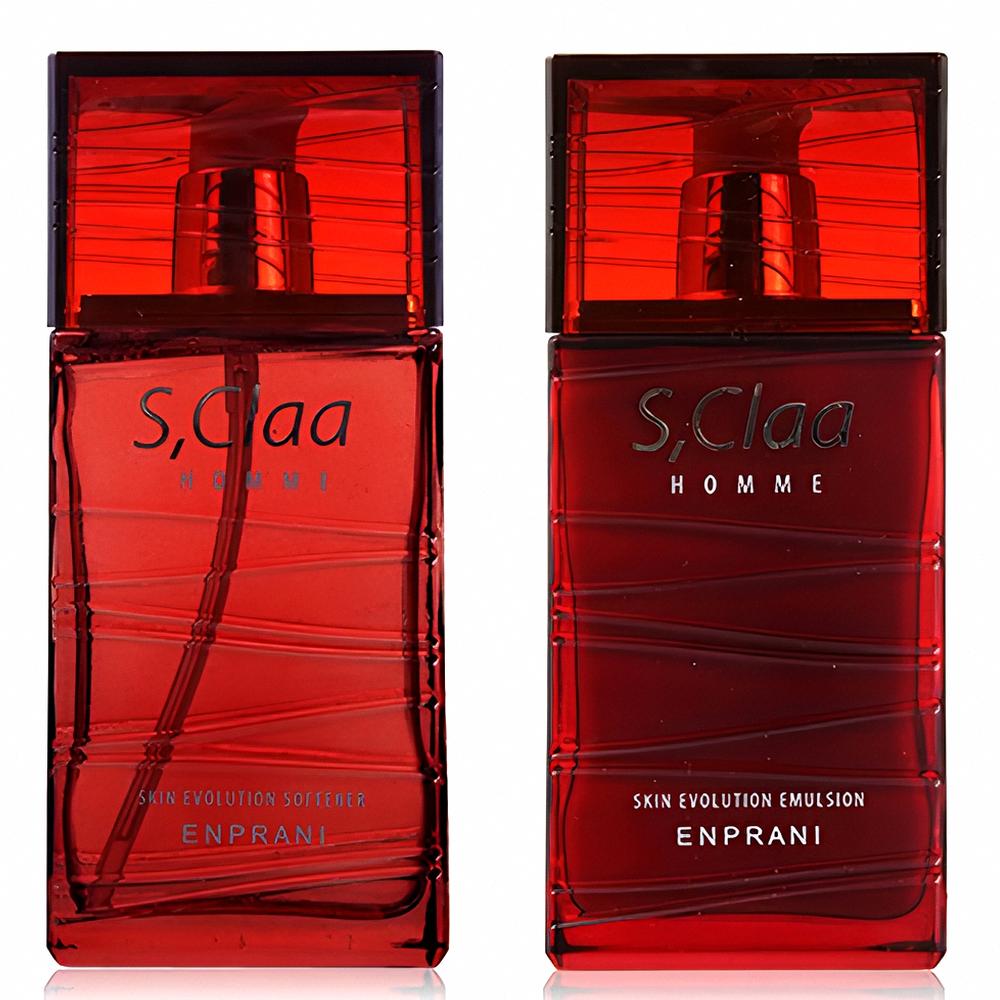 S,Claa
HOMME
SKIN EVOLUTION SOFTENER
ENPRANI
S,Claa
HOMME
SKIN EVOLUTION EMULSION
ENPRANI